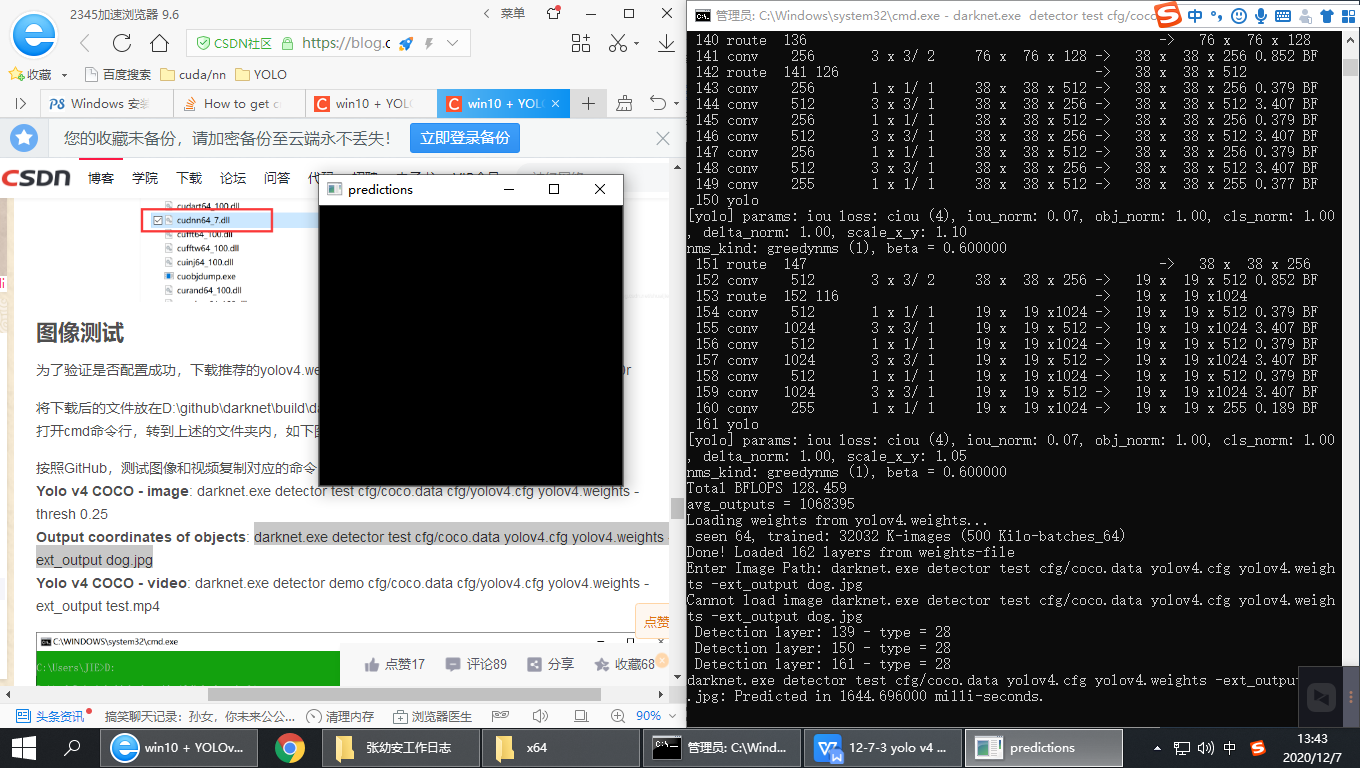 2345加速浏览器 9.6
菜单
CSDN社区
https://blog.c
收藏
百度搜索
cuda/nn
YOLO
Windows 安装
How to get c
win10 + YOLO
win10 + YOL
您的收藏未备份，请加密备份至云端永不丢失!
立即登录备份
CSDN
博客 学院 下载 论坛 问答
cudart64_100.dll
cudnn64_7.dll
cufft64_100.dll
cufftw64_100.dll
cuinj64_100.dll
cuobjdump.exe
curand64_100.dll
图像测试
为了验证是否配置成功，下载推荐的yolov4.we
将下载后的文件放在D:\github\darknet\build\da
打开cmd命令行，转到上述的文件夹内，如下图
按照GitHub，测试图像和视频复制对应的命令
Yolo v4 COCO - image: darknet.exe detector test cfg/coco.data cfg/yolov4.cfg yolov4.weights -
thresh 0.25
Output coordinates of objects: darknet.exe detector test cfg/coco.data yolov4.cfg yolov4.weights -
ext_output dog.jpg
Yolo v4 COCO - video: darknet.exe detector demo cfg/coco.data cfg/yolov4.cfg yolov4.weights -
ext_output test.mp4
点赞
C:\WINDOWS\system32\cmd.exe
C:\Users\JIE>D:
点赞17 评论89 分享 收藏68
头条资讯 搞笑聊天记录：孙女，你未来公公... 清理内存 浏览器医生 90%
predictions
管理员: C:\Windows\system32\cmd.exe - darknet.exe detector test cfg/coco
中
140 route 136 -> 76 x 76 x 128
141 conv 256 3 x 3/ 2 76 x 76 x 128 -> 38 x 38 x 256 0.852 BF
142 route 141 126 -> 38 x 38 x 512
143 conv 256 1 x 1/ 1 38 x 38 x 512 -> 38 x 38 x 256 0.379 BF
144 conv 512 3 x 3/ 1 38 x 38 x 256 -> 38 x 38 x 512 3.407 BF
145 conv 256 1 x 1/ 1 38 x 38 x 512 -> 38 x 38 x 256 0.379 BF
146 conv 512 3 x 3/ 1 38 x 38 x 256 -> 38 x 38 x 512 3.407 BF
147 conv 256 1 x 1/ 1 38 x 38 x 512 -> 38 x 38 x 256 0.379 BF
148 conv 512 3 x 3/ 1 38 x 38 x 256 -> 38 x 38 x 512 3.407 BF
149 conv 255 1 x 1/ 1 38 x 38 x 512 -> 38 x 38 x 255 0.377 BF
150 yolo
[yolo] params: iou loss: ciou (4), iou_norm: 0.07, obj_norm: 1.00, cls_norm: 1.00
, delta_norm: 1.00, scale_x_y: 1.10
nms_kind: greedynms (1), beta = 0.600000
151 route 147 -> 38 x 38 x 256
152 conv 512 3 x 3/ 2 38 x 38 x 256 -> 19 x 19 x 512 0.852 BF
153 route 152 116 -> 19 x 19 x1024
154 conv 512 1 x 1/ 1 19 x 19 x1024 -> 19 x 19 x 512 0.379 BF
155 conv 1024 3 x 3/ 1 19 x 19 x 512 -> 19 x 19 x1024 3.407 BF
156 conv 512 1 x 1/ 1 19 x 19 x1024 -> 19 x 19 x 512 0.379 BF
157 conv 1024 3 x 3/ 1 19 x 19 x 512 -> 19 x 19 x1024 3.407 BF
158 conv 512 1 x 1/ 1 19 x 19 x1024 -> 19 x 19 x 512 0.379 BF
159 conv 1024 3 x 3/ 1 19 x 19 x 512 -> 19 x 19 x1024 3.407 BF
160 conv 255 1 x 1/ 1 19 x 19 x1024 -> 19 x 19 x 255 0.189 BF
161 yolo
[yolo] params: iou loss: ciou (4), iou_norm: 0.07, obj_norm: 1.00, cls_norm: 1.00
, delta_norm: 1.00, scale_x_y: 1.05
nms_kind: greedynms (1), beta = 0.600000
Total BFLOPS 128.459
avg_outputs = 1068395
Loading weights from yolov4.weights...
seen 64, trained: 32032 K-images (500 Kilo-batches_64)
Done! Loaded 162 layers from weights-file
Enter Image Path: darknet.exe detector test cfg/coco.data yolov4.cfg yolov4.weigh
ts -ext_output dog.jpg
Cannot load image darknet.exe detector test cfg/coco.data yolov4.cfg yolov4.weigh
ts -ext_output dog.jpg
Detection layer: 139 - type = 28
Detection layer: 150 - type = 28
Detection layer: 161 - type = 28
darknet.exe detector test cfg/coco.data yolov4.cfg yolov4.weights -ext_outpu
.jpg: Predicted in 1644.696000 milli-seconds.
win10 + YOLOv...
张幼安工作日志
x64
管理员: C:\Wind...
12-7-3 yolo v4 ...
predictions
中
13:43
2020/12/7